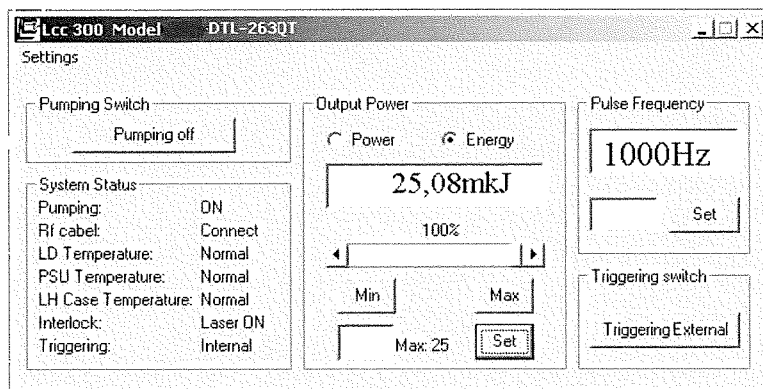 Lcc 300 Model DTL-263QT
Settings
Pumping Switch
Pumping off
System Status
Pumping: ON
Rf cabel: Connect
LD Temperature: Normal
PSU Temperature: Normal
LH Case Temperature: Normal
Interlock: Laser ON
Triggering: Internal
Output Power
Power Energy
25,08mkJ
100%
Min Max
Max: 25 Set
Pulse Frequency
1000Hz
Set
Triggering switch
Triggering External